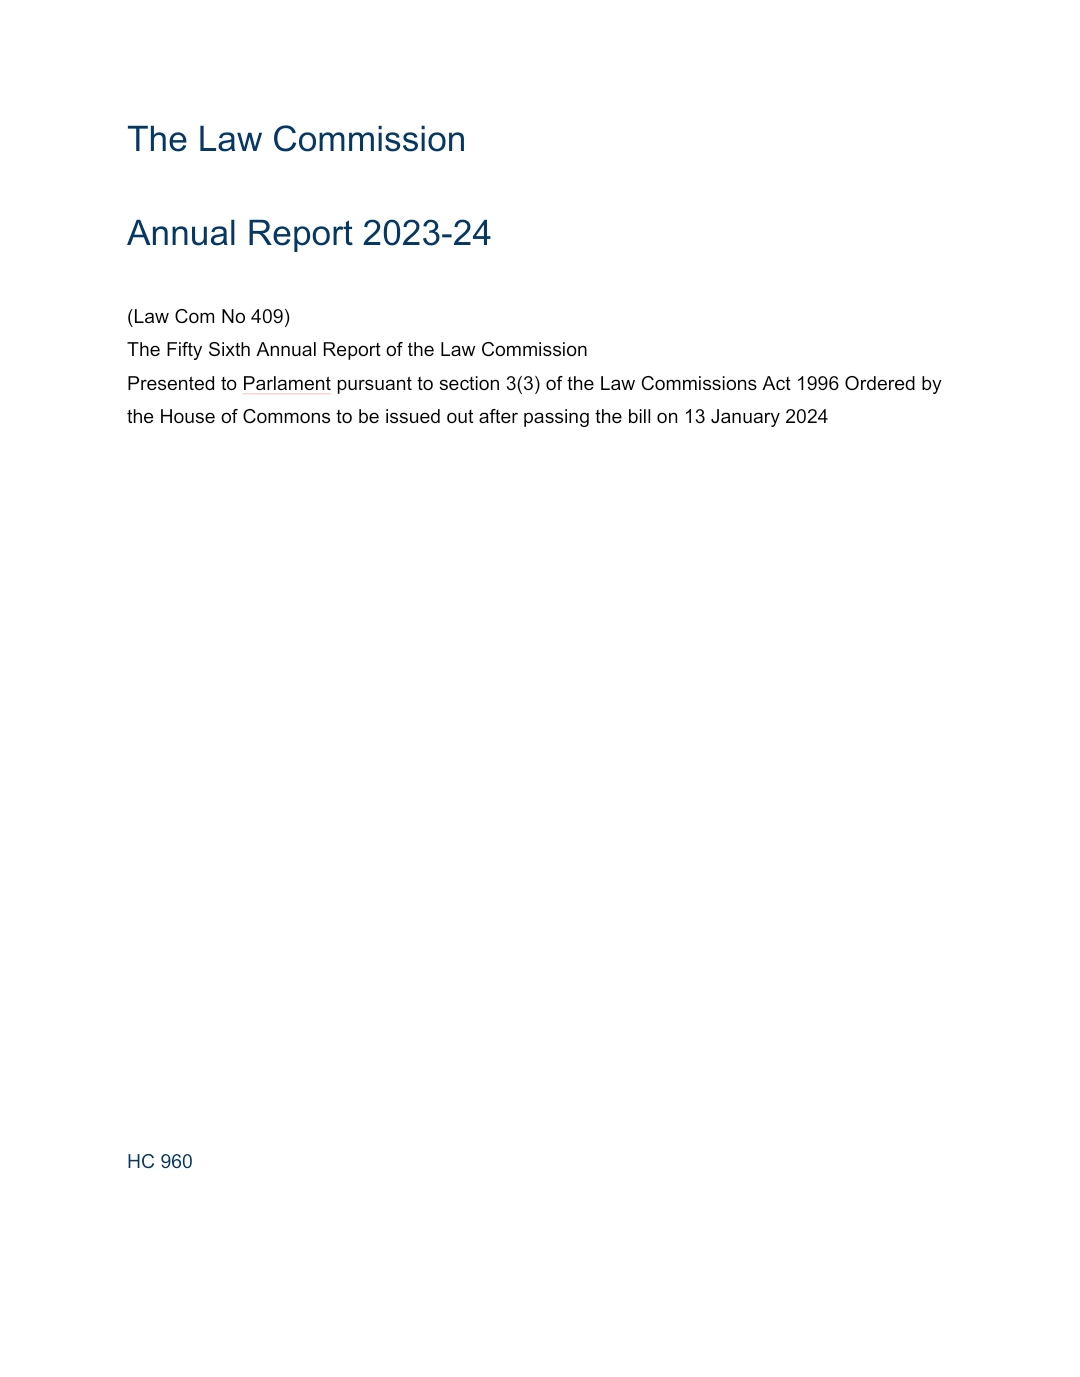 The Law Commission
Annual Report 2023-24
(Law Com No 409)
The Fifty Sixth Annual Report of the Law Commission
Presented to Parlament pursuant to section 3(3) of the Law Commissions Act 1996 Ordered by
the House of Commons to be issued out after passing the bill on 13 January 2024
HC 960